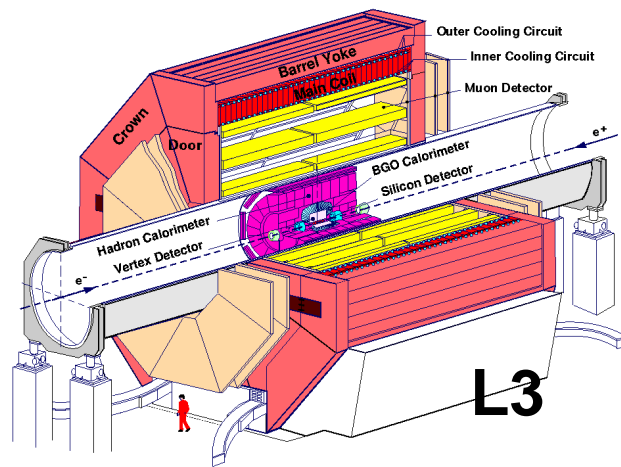 Outer Cooling Circuit
Inner Cooling Circuit
Barrel Yoke
Main Coil
Muon Detector
Crown
Door
e+
BGO Calorimeter
Silicon Detector
Hadron Calorimeter
Vertex Detector
e-
L3